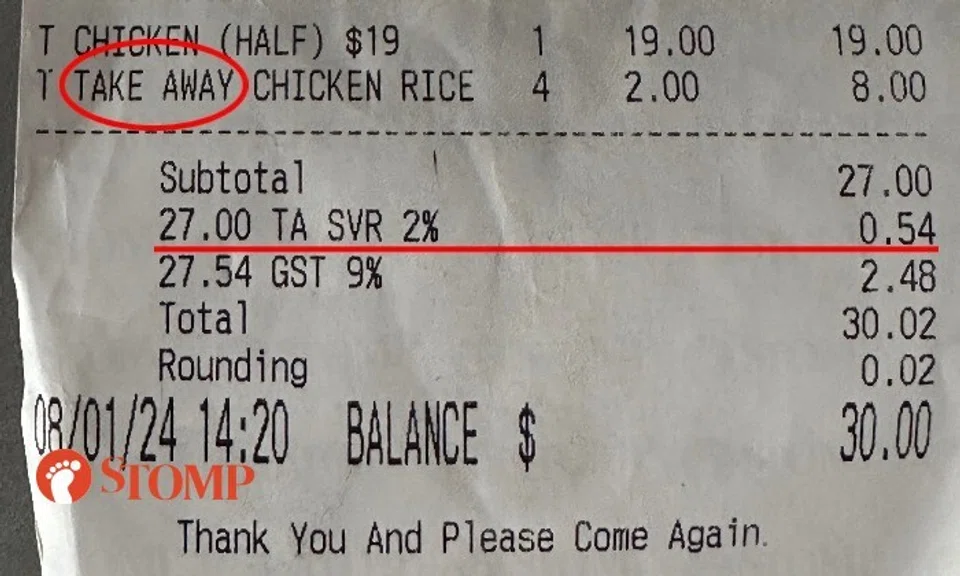 T CHICKEN (HALF) $19 1 19.00 19.00
T TAKE AWAY CHICKEN RICE 4 2.00 8.00
Subtotal 27.00
27.00 TA SVR 2% 0.54
27.54 GST 9% 2.48
Total 30.02
Rounding 0.02
08/01/24 14:20 BALANCE $ 30.00
STOMP
Thank You And Please Come Again.